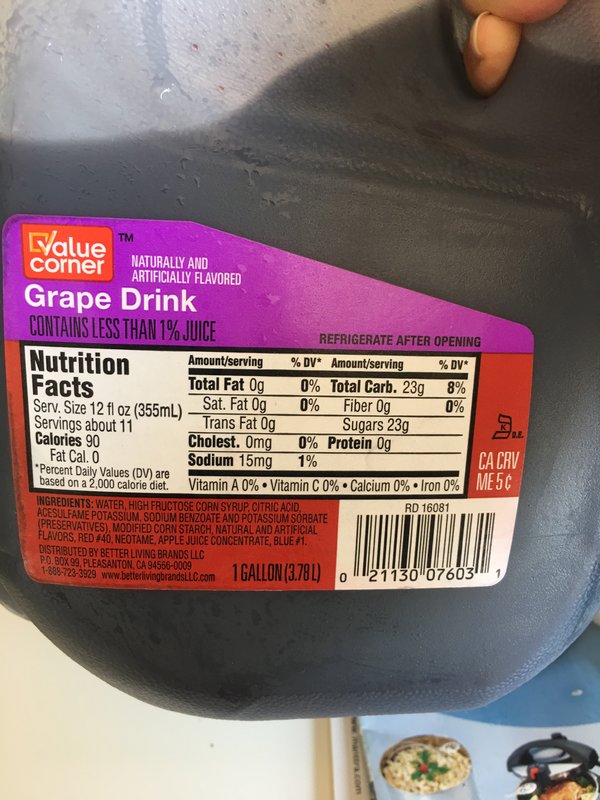 Value corner™
NATURALLY AND
ARTIFICIALLY FLAVORED
Grape Drink
CONTAINS LESS THAN 1% JUICE
REFRIGERATE AFTER OPENING
Nutrition
Facts
Serv. Size 12 fl oz (355mL)
Servings about 11
Calories 90
Fat Cal. 0
*Percent Daily Values (DV) are
based on a 2,000 calorie diet.
Amount/serving % DV* Amount/serving % DV*
Total Fat 0g 0% Total Carb. 23g 8%
Sat. Fat 0g 0% Fiber 0g 0%
Trans Fat 0g Sugars 23g
Cholest. 0mg 0% Protein 0g
Sodium 15mg 1%
Vitamin A 0% • Vitamin C 0% • Calcium 0% • Iron 0%
K D.E.
CA CRV
ME 5¢
INGREDIENTS: WATER, HIGH FRUCTOSE CORN SYRUP, CITRIC ACID,
ACESULFAME POTASSIUM, SODIUM BENZOATE AND POTASSIUM SORBATE
(PRESERVATIVES), MODIFIED CORN STARCH, NATURAL AND ARTIFICIAL
FLAVORS, RED #40, NEOTAME, APPLE JUICE CONCENTRATE, BLUE #1.
DISTRIBUTED BY BETTER LIVING BRANDS LLC
P.O. BOX 99, PLEASANTON, CA 94566-0009
1-888-723-3929 www.betterlivingbrandsLLC.com
1 GALLON (3.78 L)
RD 16081
0 21130 07603 1